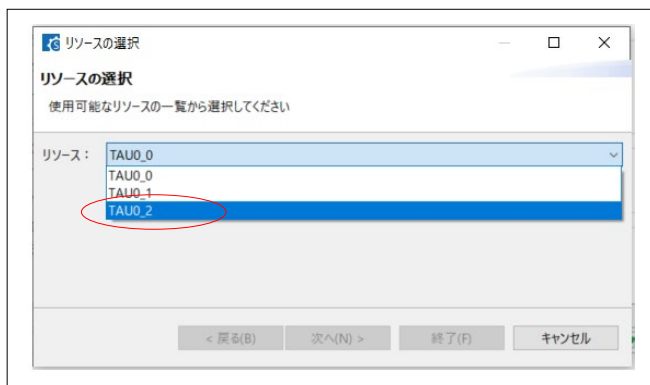 リソースの選択
リソースの選択
使用可能なリソースの一覧から選択してください
リソース： TAU0_0
TAU0_0
TAU0_1
TAU0_2
< 戻る(B) 次へ(N) > 終了(F) キャンセル